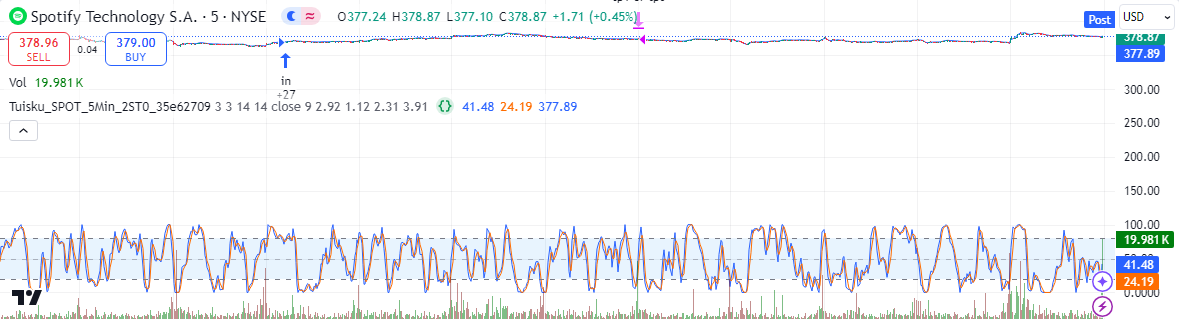 Spotify Technology S.A. · 5 · NYSE O377.24 H378.87 L377.10 C378.87 +1.71 (+0.45%)
Post USD
378.96 SELL 0.04 379.00 BUY
378.87
377.89
Vol 19.981 K
in
+27
Tuisku_SPOT_5Min_2ST0_35e62709 3 3 14 14 close 9 2.92 1.12 2.31 3.91 {} 41.48 24.19 377.89
300.00
250.00
200.00
150.00
100.00
19.981 K
41.48
24.19
0.0000